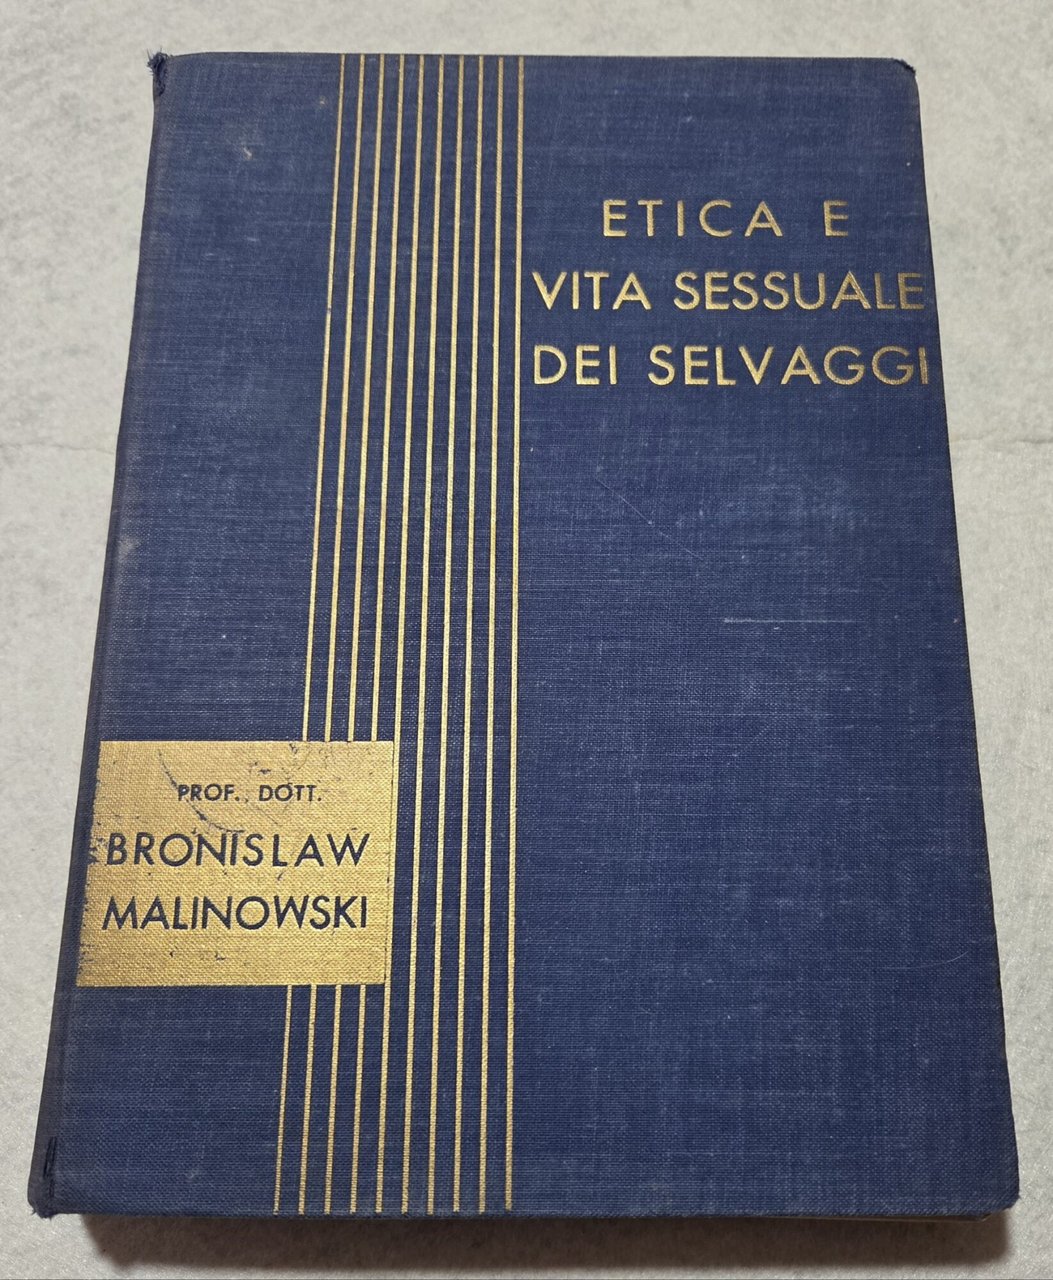 ETICA E
VITA SESSUALE
DEI SELVAGGI
PROF. DOTT.
BRONISLAW
MALINOWSKI